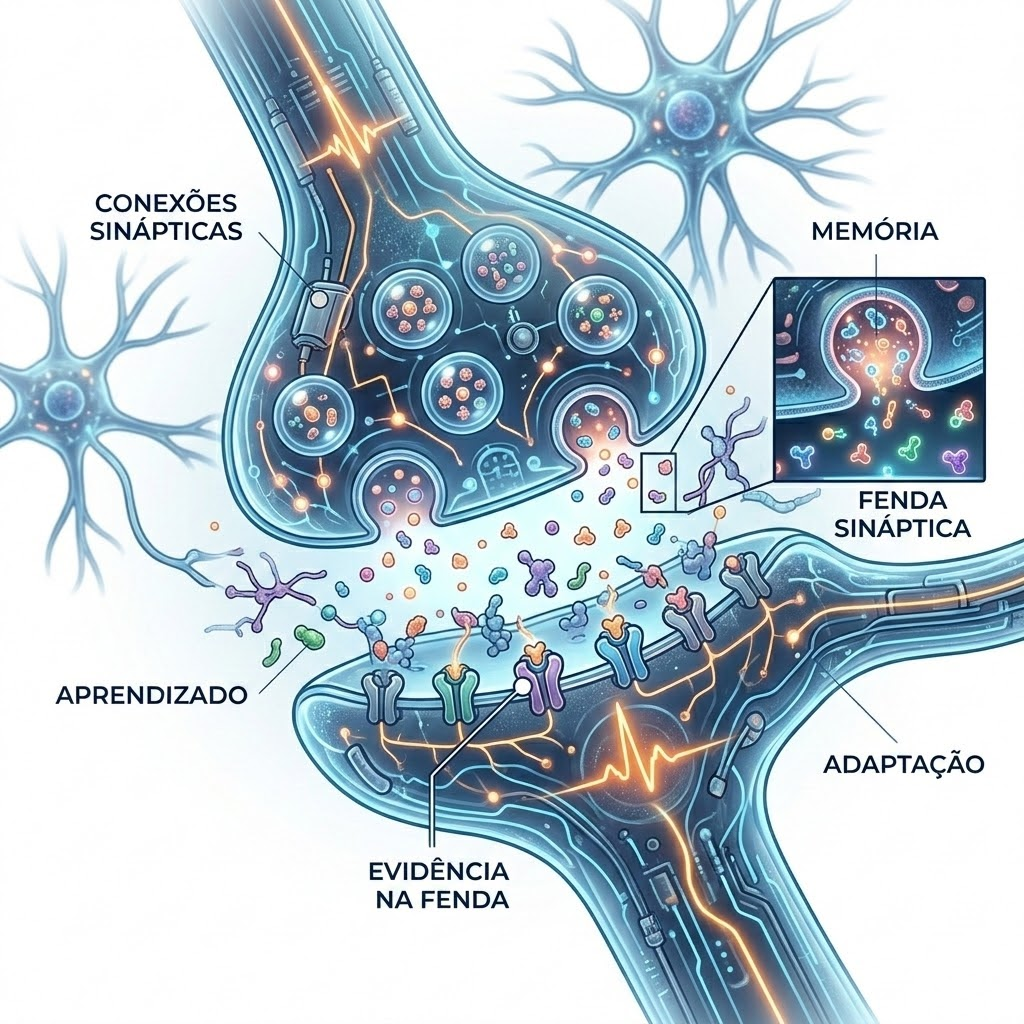 CONEXÕES
SINÁPTICAS
MEMÓRIA
FENDA
SINÁPTICA
APRENDIZADO
ADAPTAÇÃO
EVIDÊNCIA
NA FENDA